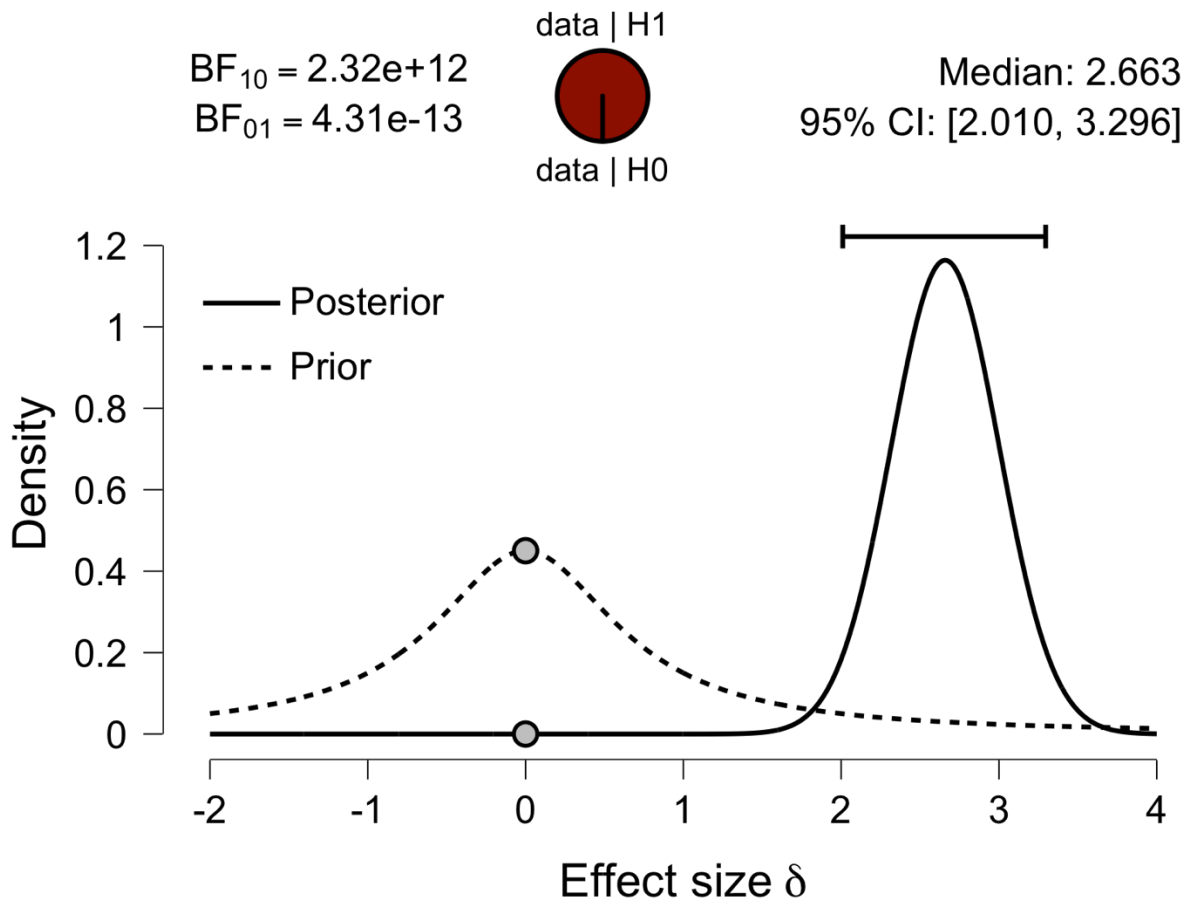 data | H1
BF10 = 2.32e+12
BF01 = 4.31e-13
Median: 2.663
95% CI: [2.010, 3.296]
data | H0
1.2
1
0.8
0.6
0.4
0.2
0
Density
Posterior
Prior
-2 -1 0 1 2 3 4
Effect size δ